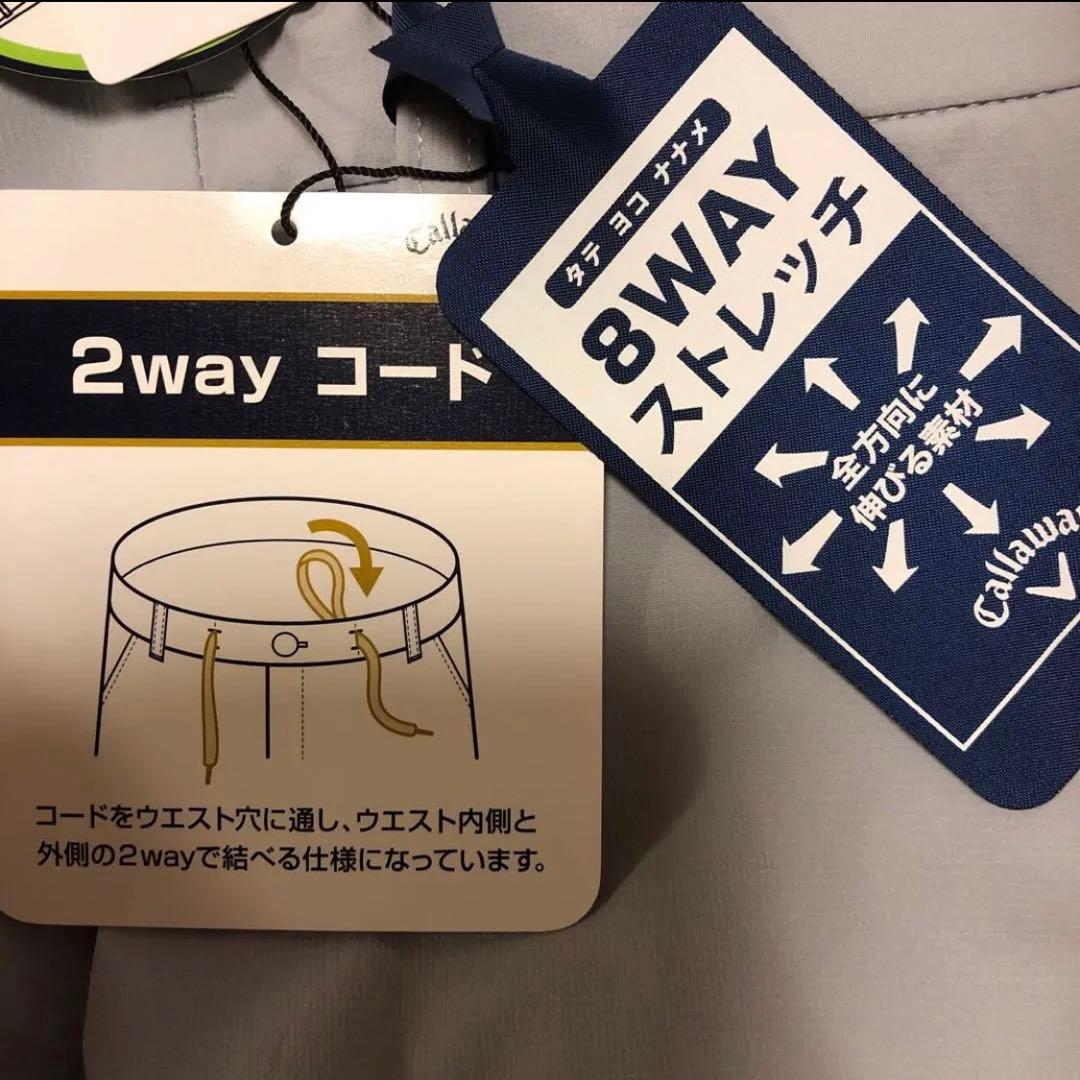 2way コード
コードをウエスト穴に通し、ウエスト内側と
外側の2wayで結べる仕様になっています。
タテ ヨコ ナナメ
8WAY
ストレッチ
全方向に
伸びる素材